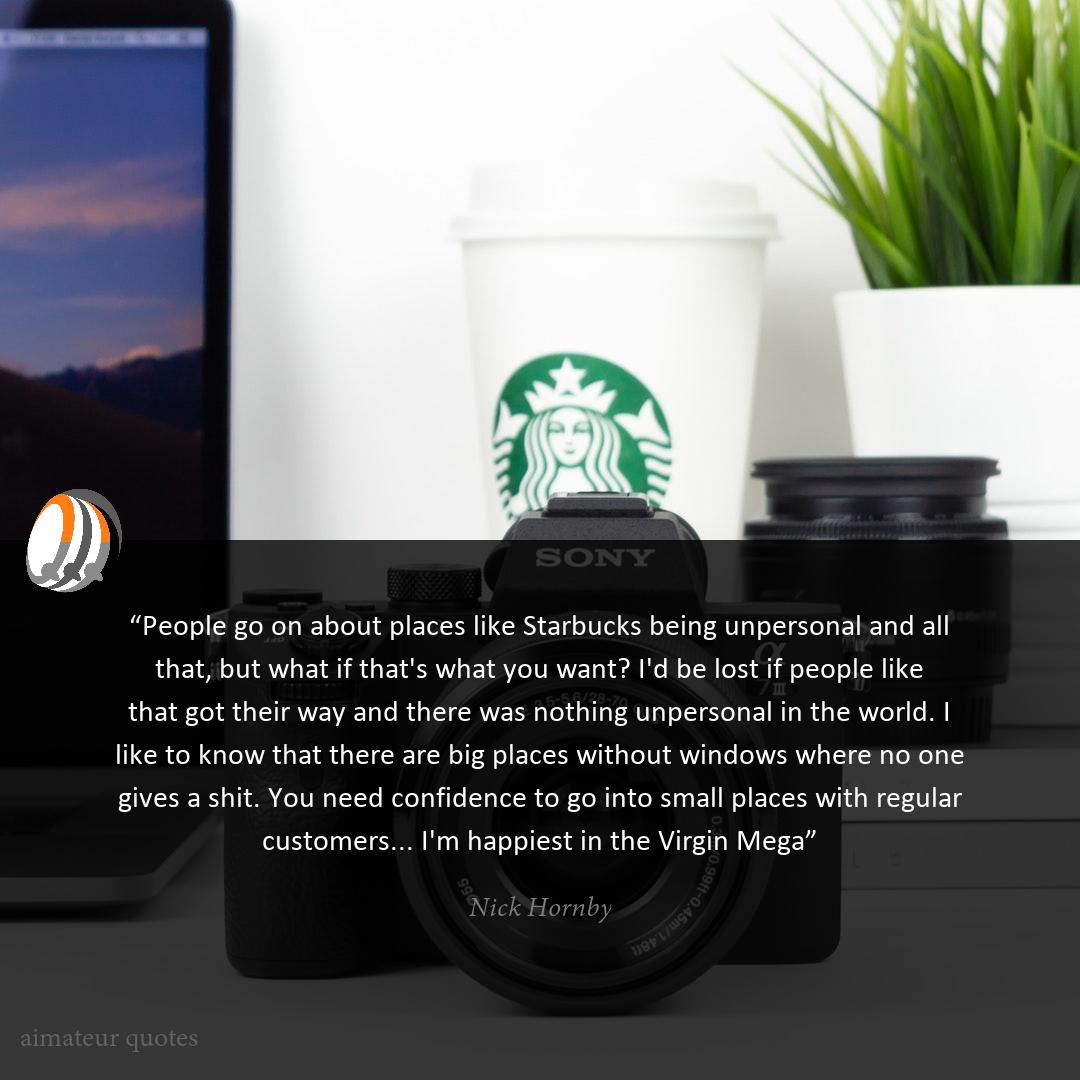 SONY
α
7III
“People go on about places like Starbucks being unpersonal and all
that, but what if that's what you want? I'd be lost if people like
that got their way and there was nothing unpersonal in the world. I
like to know that there are big places without windows where no one
gives a shit. You need confidence to go into small places with regular
customers... I'm happiest in the Virgin Mega”
Nick Hornby
aimateur quotes